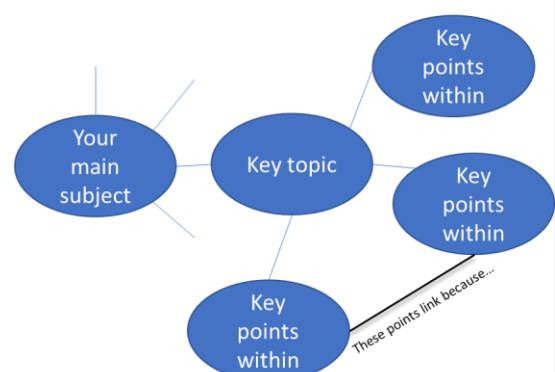 Key
points
within
Your
main
subject
Key topic
Key
points
within
These points link because...
Key
points
within